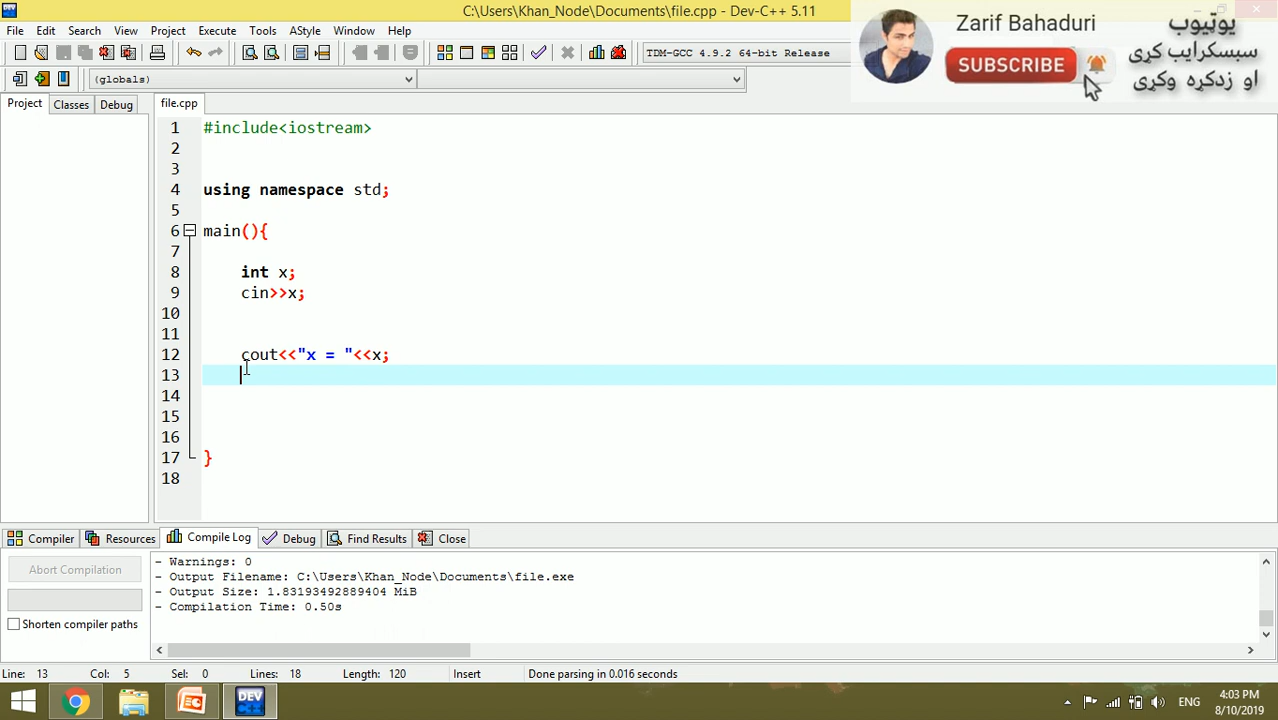 C:\Users\Khan_Node\Documents\file.cpp - Dev-C++ 5.11
File Edit Search View Project Execute Tools AStyle Window Help
TDM-GCC 4.9.2 64-bit Release
(globals)
Zarif Bahaduri
SUBSCRIBE
یوټیوب
سبسکرایب کړی
او زدکړه وکړی
Project Classes Debug
file.cpp
1 #include<iostream>
2
3
4 using namespace std;
5
6 main(){
7
8 int x;
9 cin>>x;
10
11
12 cout<<"x = "<<x;
13
14
15
16
17 }
18
Compiler Resources Compile Log Debug Find Results Close
Abort Compilation
Shorten compiler paths
- Warnings: 0
- Output Filename: C:\Users\Khan_Node\Documents\file.exe
- Output Size: 1.83193492889404 MiB
- Compilation Time: 0.50s
Line: 13 Col: 5 Sel: 0 Lines: 18 Length: 120 Insert Done parsing in 0.016 seconds
DEV
ENG
4:03 PM
8/10/2019